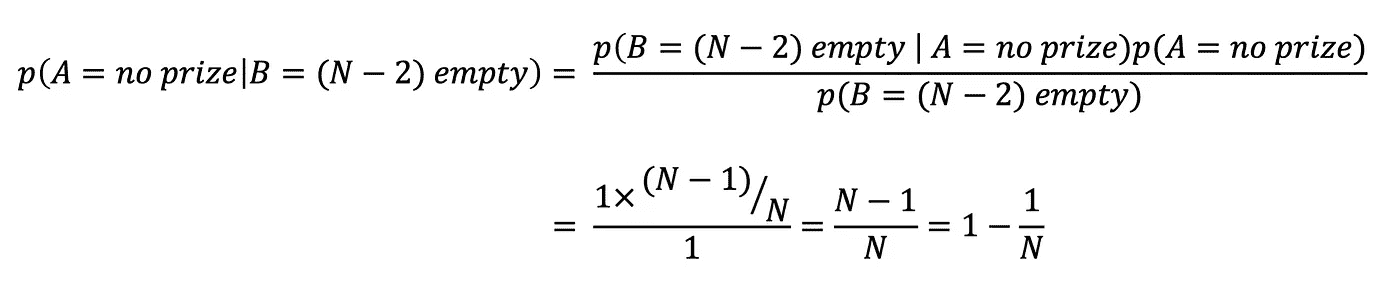 p(A = no prize|B = (N − 2) empty) = p(B = (N − 2) empty | A = no prize)p(A = no prize) / p(B = (N − 2) empty)
= 1×(N − 1)/N / 1 = N − 1 / N = 1 − 1 / N